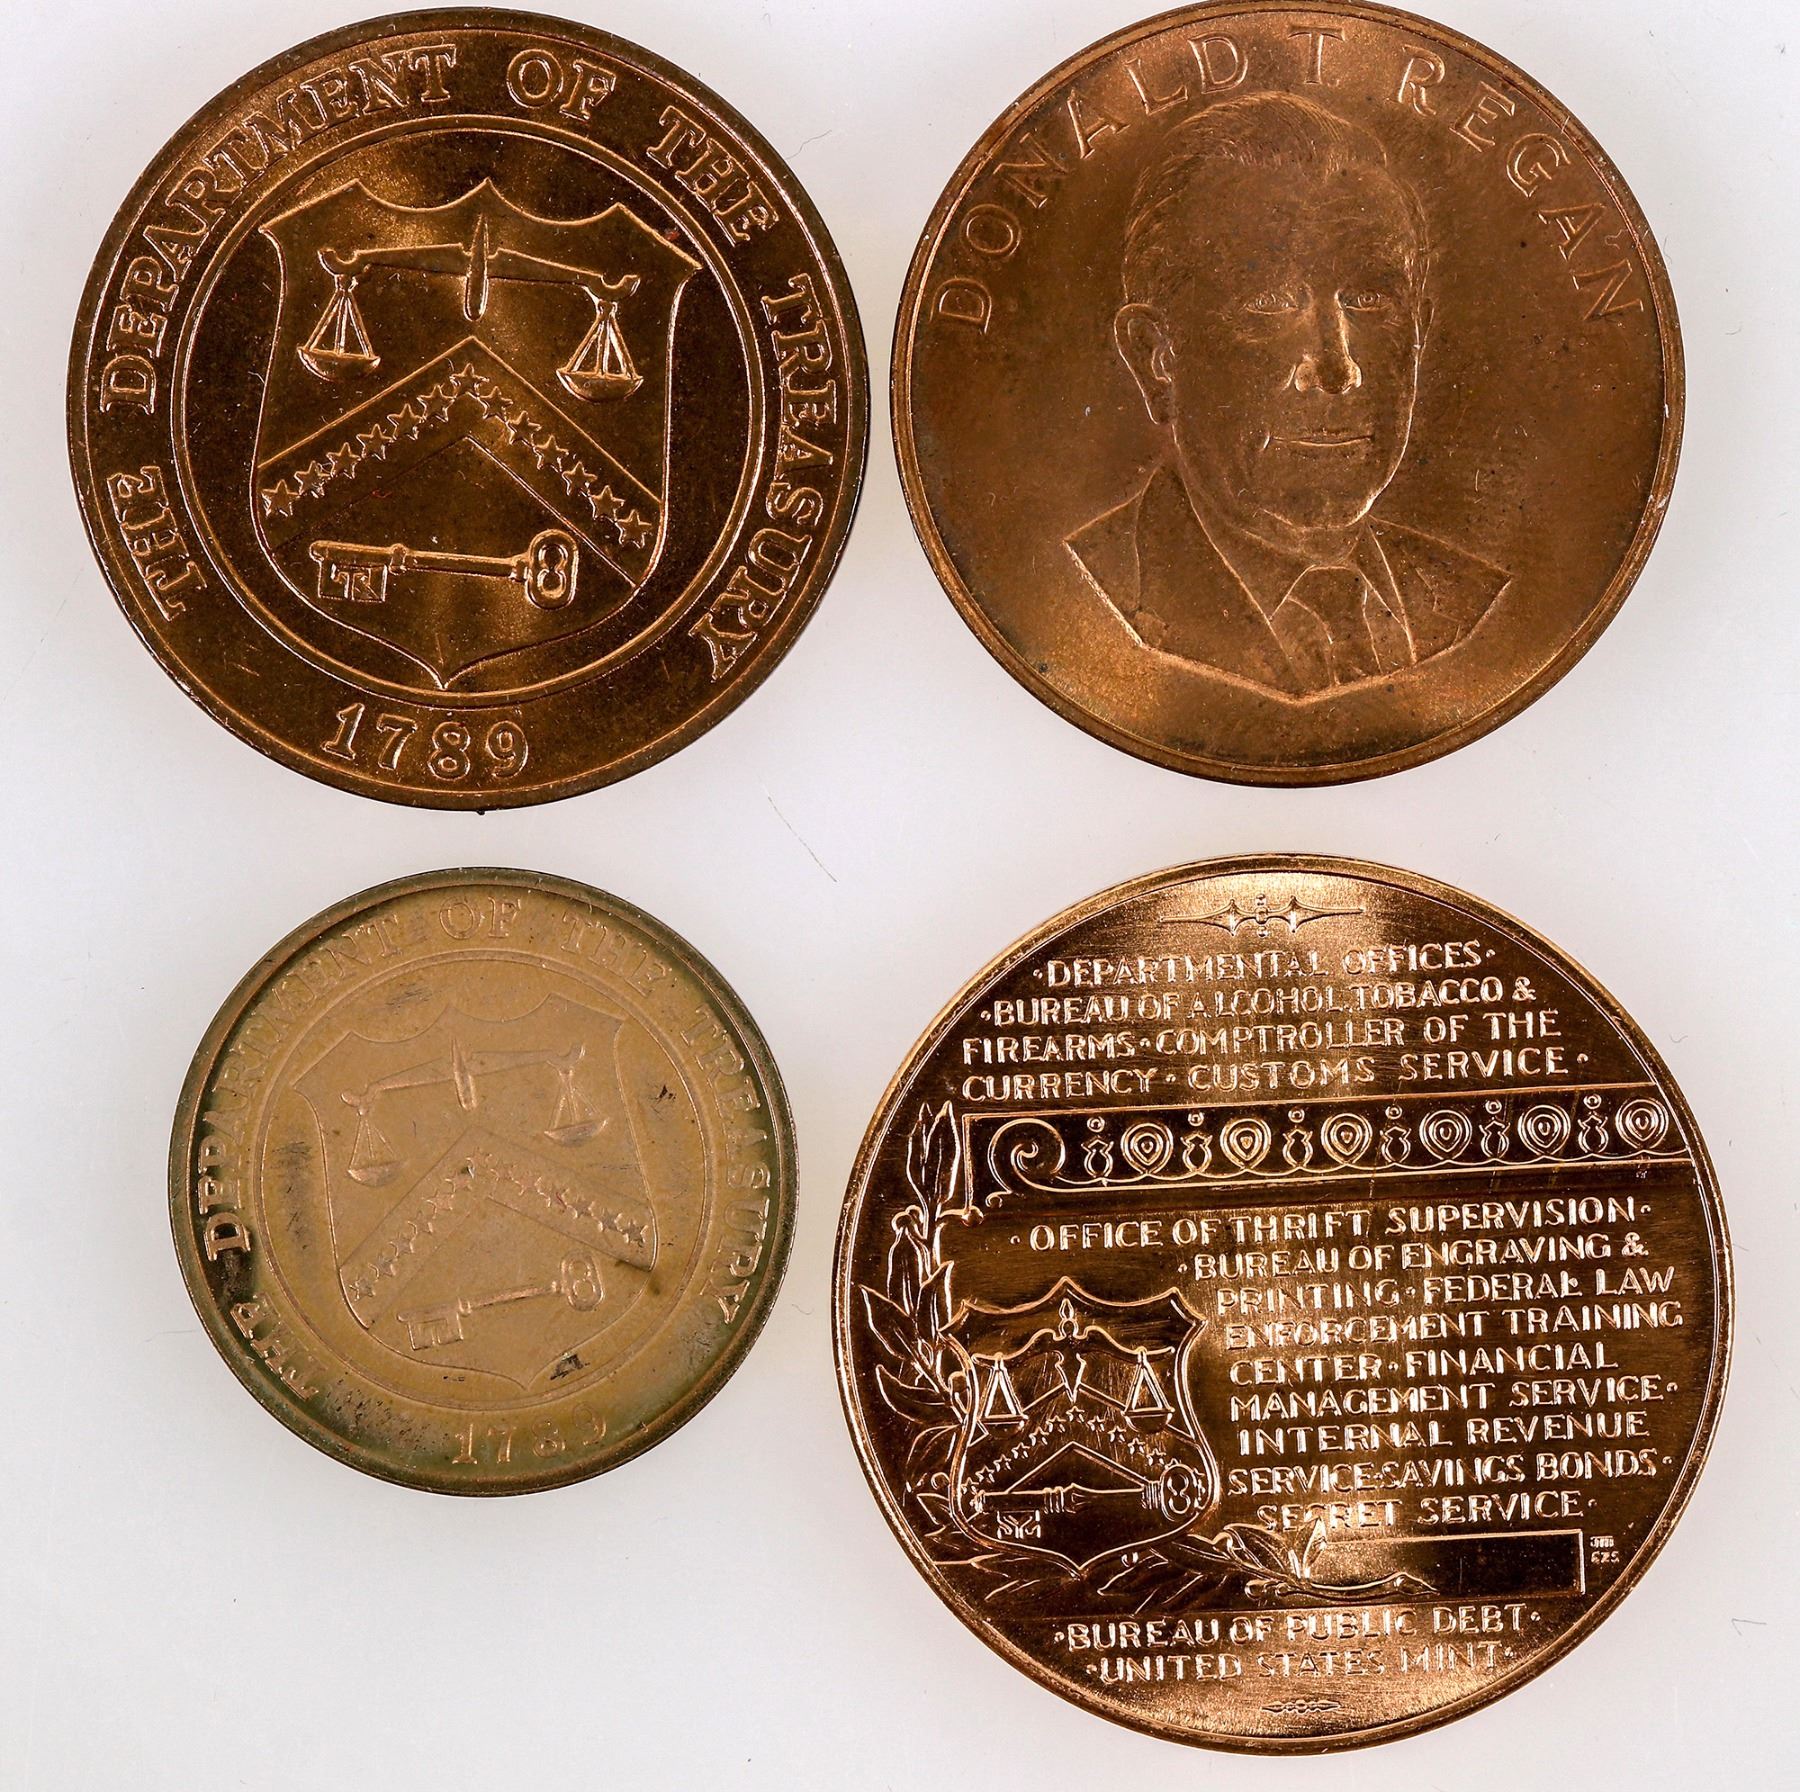 THE DEPARTMENT OF THE TREASURY
1789
DONALD T REGAN
THE DEPARTMENT OF THE TREASURY
1789
·DEPARTMENTAL OFFICES·
·BUREAU OF ALCOHOL, TOBACCO &
FIREARMS·COMPTROLLER OF THE
CURRENCY·CUSTOMS SERVICE·
·OFFICE OF THRIFT SUPERVISION·
·BUREAU OF ENGRAVING &
PRINTING·FEDERAL LAW
ENFORCEMENT TRAINING
CENTER·FINANCIAL
MANAGEMENT SERVICE·
INTERNAL REVENUE
SERVICE·SAVINGS BONDS·
SECRET SERVICE·
JM
·BUREAU OF PUBLIC DEBT·
·UNITED STATES MINT·